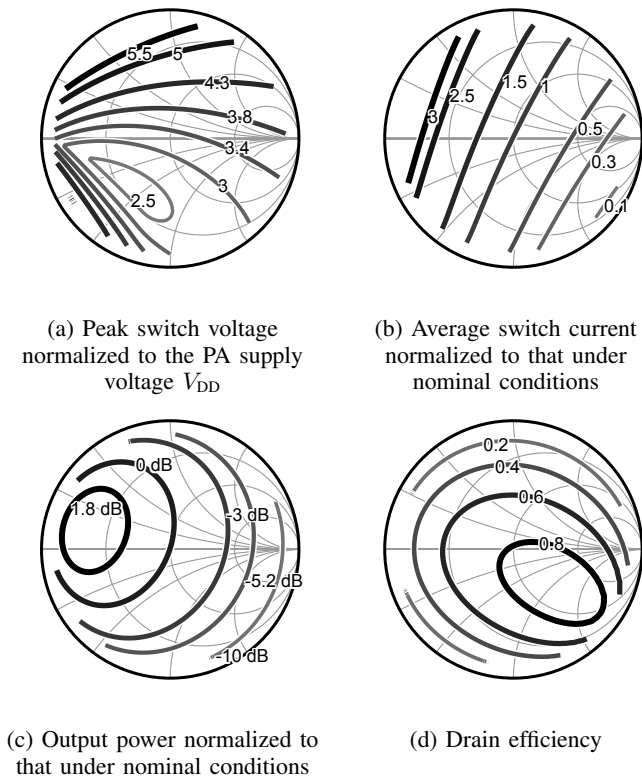 5.5
5
4.3
3.8
3.4
3
2.5
3
2.5
1.5
1
0.5
0.3
0.1
(a) Peak switch voltage
normalized to the PA supply
voltage V_DD
(b) Average switch current
normalized to that under
nominal conditions
0 dB
1.8 dB
-3 dB
-5.2 dB
-10 dB
0.2
0.4
0.6
0.8
(c) Output power normalized to
that under nominal conditions
(d) Drain efficiency